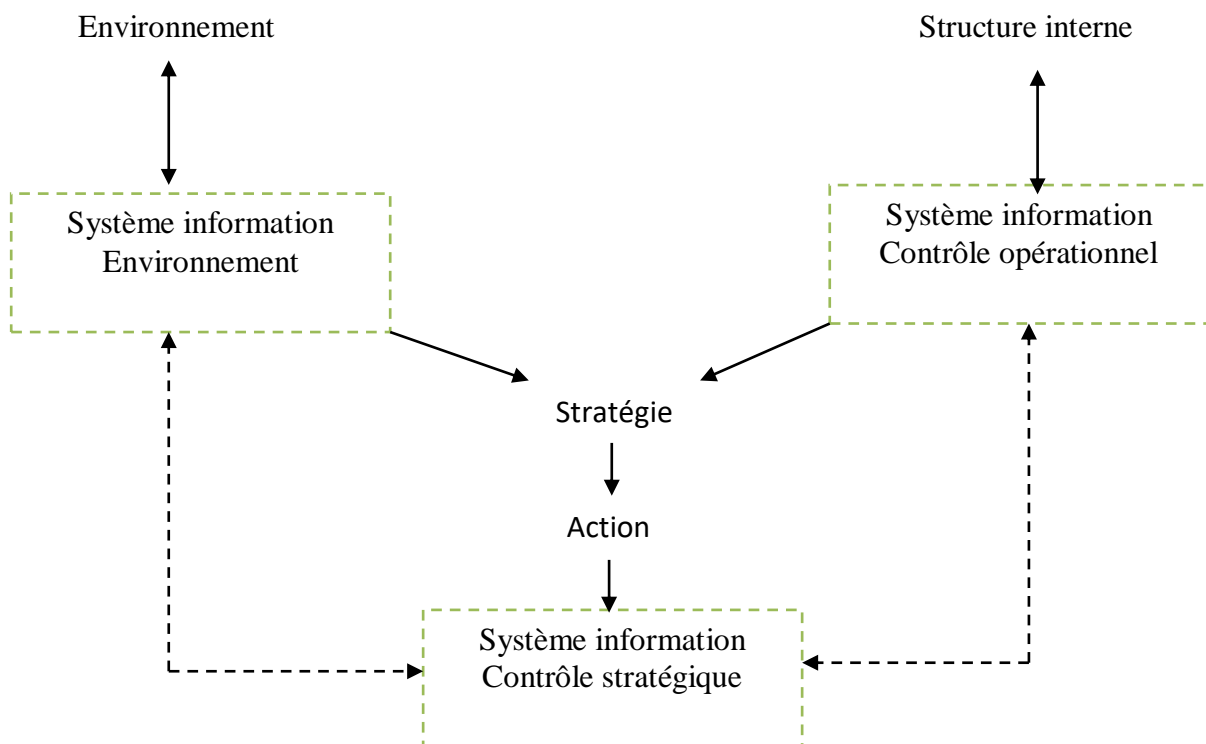 Environnement
Structure interne
Système information
Environnement
Système information
Contrôle opérationnel
Stratégie
Action
Système information
Contrôle stratégique